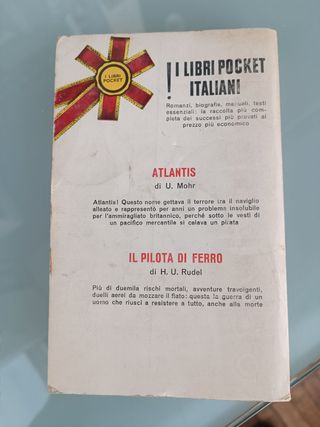 I LIBRI
POCKET
! I LIBRI POCKET
ITALIANI
Romanzi, biografie, manuali, testi
essenziali: la raccolta più com-
pleta dei successi più provati al
prezzo più economico
ATLANTIS
di U. Mohr
Atlantis! Questo nome gettava il terrore tra il naviglio
alleato e rappresentò per anni un problema insolubile
per l'ammiragliato britannico, perché sotto le vesti di
un pacifico mercantile si celava un pirata
IL PILOTA DI FERRO
di H. U. Rudel
Più di duemila rischi mortali, avventure travolgenti,
duelli aerei da mozzare il fiato: questa la guerra di un
uomo che riuscì a resistere a tutto, anche alla morte